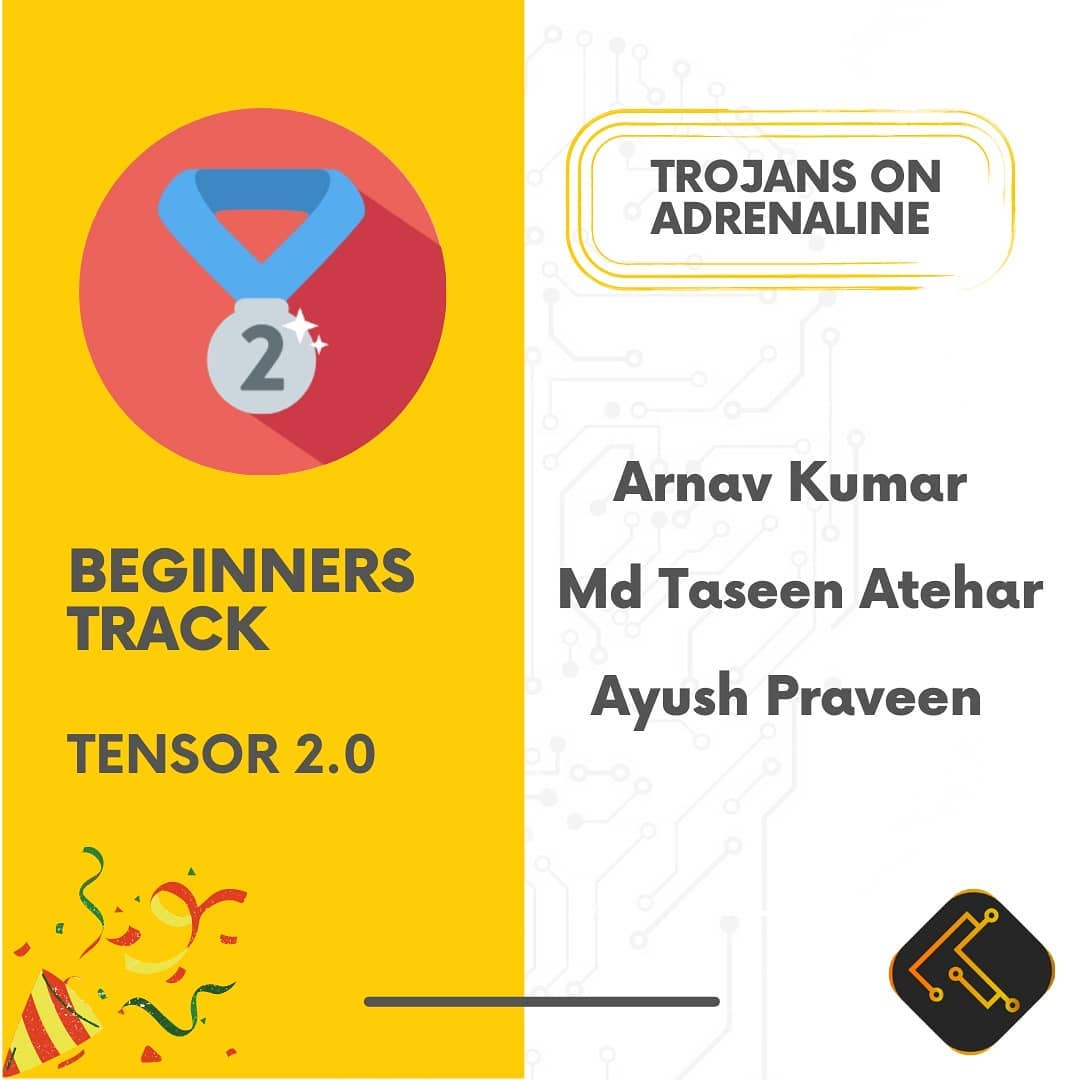 2
BEGINNERS
TRACK
TENSOR 2.0
TROJANS ON
ADRENALINE
Arnav Kumar
Md Taseen Atehar
Ayush Praveen